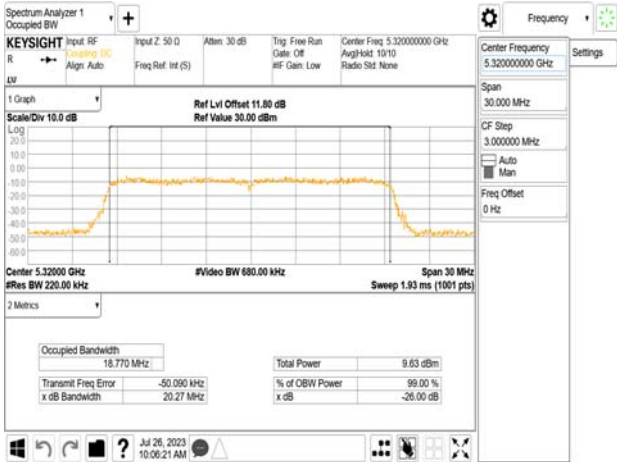 Spectrum Analyzer 1
Occupied BW
Frequency
KEYSIGHT
Input: RF
Coupling: DC
Align: Auto
Input Z: 50 Ω
Freq Ref: Int (S)
Atten: 30 dB
Trig: Free Run
Gate: Off
#IF Gain: Low
Center Freq: 5.320000000 GHz
Avg|Hold: 10/10
Radio Std: None
R
LU
Center Frequency
5.320000000 GHz
Settings
Span
30.000 MHz
CF Step
3.000000 MHz
Auto
Man
Freq Offset
0 Hz
1 Graph
Scale/Div 10.0 dB
Ref Lvl Offset 11.80 dB
Ref Value 30.00 dBm
Log
20.0
10.0
0.00
-10.0
-20.0
-30.0
-40.0
-50.0
-60.0
Center 5.32000 GHz
#Res BW 220.00 kHz
#Video BW 680.00 kHz
Span 30 MHz
Sweep 1.93 ms (1001 pts)
2 Metrics
Occupied Bandwidth
18.770 MHz
Total Power 9.63 dBm
Transmit Freq Error -50.090 kHz
% of OBW Power 99.00 %
x dB Bandwidth 20.27 MHz
x dB -26.00 dB
?
Jul 26, 2023
10:06:21 AM